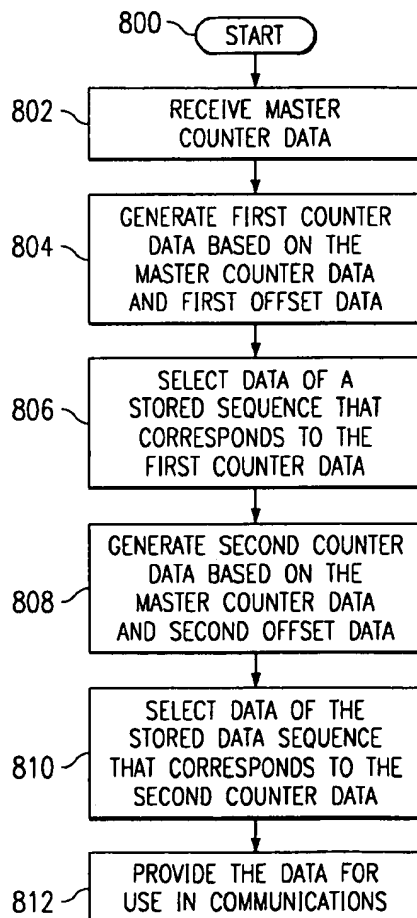 800
START
802
RECEIVE MASTER
COUNTER DATA
804
GENERATE FIRST COUNTER
DATA BASED ON THE
MASTER COUNTER DATA
AND FIRST OFFSET DATA
806
SELECT DATA OF A
STORED SEQUENCE THAT
CORRESPONDS TO THE
FIRST COUNTER DATA
808
GENERATE SECOND COUNTER
DATA BASED ON THE
MASTER COUNTER DATA
AND SECOND OFFSET DATA
810
SELECT DATA OF THE
STORED DATA SEQUENCE
THAT CORRESPONDS TO THE
SECOND COUNTER DATA
812
PROVIDE THE DATA FOR
USE IN COMMUNICATIONS